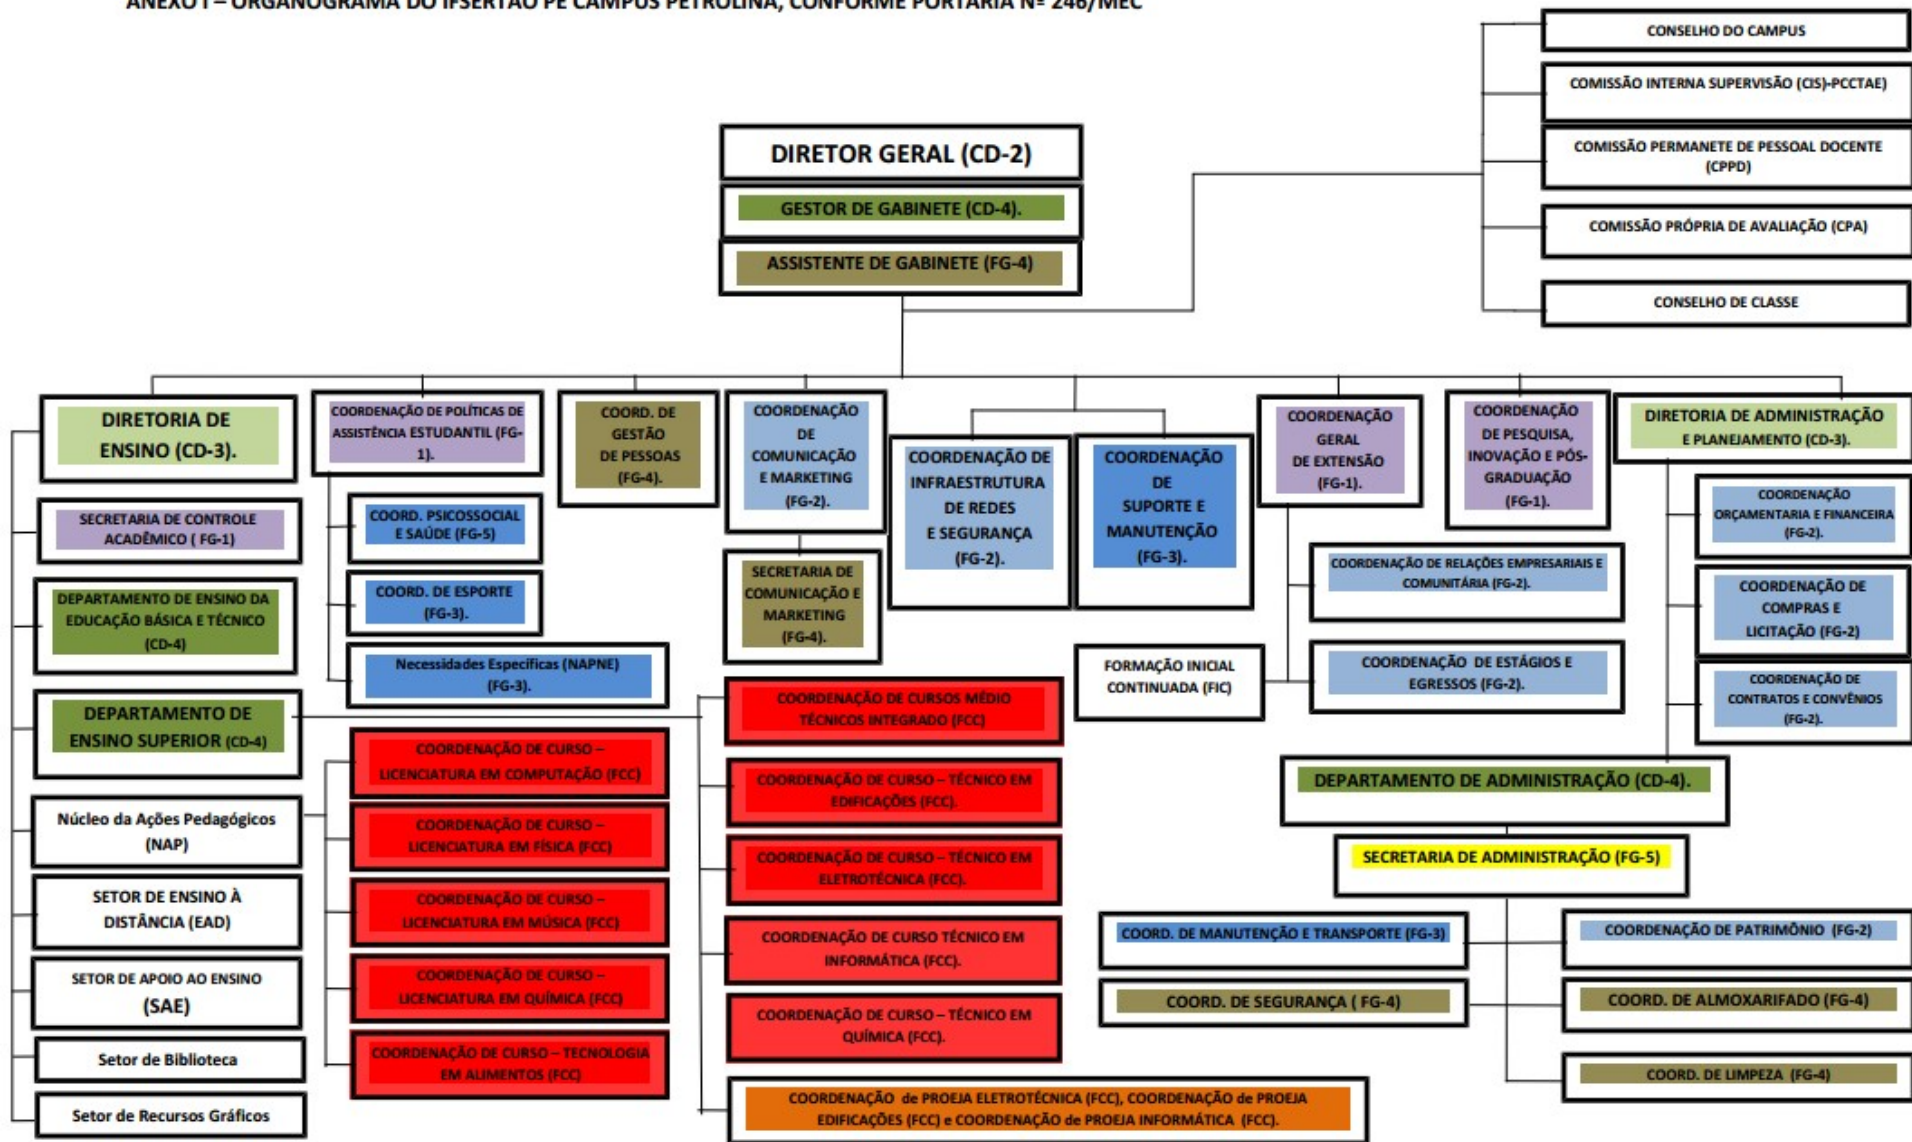 ANEXO I – ORGANOGRAMA DO IFSERTÃO PE CAMPUS PETROLINA, CONFORME PORTARIA Nº 246/MEC
CONSELHO DO CAMPUS
COMISSÃO INTERNA SUPERVISÃO (CIS)-PCCTAE)
COMISSÃO PERMANETE DE PESSOAL DOCENTE
(CPPD)
COMISSÃO PRÓPRIA DE AVALIAÇÃO (CPA)
CONSELHO DE CLASSE
DIRETOR GERAL (CD-2)
GESTOR DE GABINETE (CD-4).
ASSISTENTE DE GABINETE (FG-4)
DIRETORIA DE
ENSINO (CD-3).
SECRETARIA DE CONTROLE
ACADÊMICO ( FG-1)
DEPARTAMENTO DE ENSINO DA
EDUCAÇÃO BÁSICA E TÉCNICO
(CD-4)
DEPARTAMENTO DE
ENSINO SUPERIOR (CD-4)
Núcleo da Ações Pedagógicos
(NAP)
SETOR DE ENSINO À
DISTÂNCIA (EAD)
SETOR DE APOIO AO ENSINO
(SAE)
Setor de Biblioteca
Setor de Recursos Gráficos
COORDENAÇÃO DE POLÍTICAS DE
ASSISTÊNCIA ESTUDANTIL (FG-
1).
COORD. PSICOSSOCIAL
E SAÚDE (FG-5)
COORD. DE ESPORTE
(FG-3).
Necessidades Específicas (NAPNE)
(FG-3).
COORDENAÇÃO DE CURSO –
LICENCIATURA EM COMPUTAÇÃO (FCC)
COORDENAÇÃO DE CURSO –
LICENCIATURA EM FÍSICA (FCC)
COORDENAÇÃO DE CURSO –
LICENCIATURA EM MÚSICA (FCC)
COORDENAÇÃO DE CURSO –
LICENCIATURA EM QUÍMICA (FCC)
COORDENAÇÃO DE CURSO – TECNOLOGIA
EM ALIMENTOS (FCC)
COORD. DE
GESTÃO
DE PESSOAS
(FG-4).
COORDENAÇÃO
DE
COMUNICAÇÃO
E MARKETING
(FG-2).
SECRETARIA DE
COMUNICAÇÃO E
MARKETING
(FG-4).
COORDENAÇÃO DE CURSOS MÉDIO
TÉCNICOS INTEGRADO (FCC)
COORDENAÇÃO DE CURSO – TÉCNICO EM
EDIFICAÇÕES (FCC).
COORDENAÇÃO DE CURSO – TÉCNICO EM
ELETROTÉCNICA (FCC).
COORDENAÇÃO DE CURSO TÉCNICO EM
INFORMÁTICA (FCC).
COORDENAÇÃO DE CURSO – TÉCNICO EM
QUÍMICA (FCC).
COORDENAÇÃO de PROEJA ELETROTÉCNICA (FCC), COORDENAÇÃO de PROEJA
EDIFICAÇÕES (FCC) e COORDENAÇÃO de PROEJA INFORMÁTICA (FCC).
COORDENAÇÃO DE
INFRAESTRUTURA
DE REDES
E SEGURANÇA
(FG-2).
COORDENAÇÃO
DE
SUPORTE E
MANUTENÇÃO
(FG-3).
COORDENAÇÃO
GERAL
DE EXTENSÃO
(FG-1).
COORDENAÇÃO DE RELAÇÕES EMPRESARIAIS E
COMUNITÁRIA (FG-2).
FORMAÇÃO INICIAL
CONTINUADA (FIC)
COORDENAÇÃO DE ESTÁGIOS E
EGRESSOS (FG-2).
COORDENAÇÃO
DE PESQUISA,
INOVAÇÃO E PÓS-
GRADUAÇÃO
(FG-1).
DIRETORIA DE ADMINISTRAÇÃO
E PLANEJAMENTO (CD-3).
COORDENAÇÃO
ORÇAMENTARIA E FINANCEIRA
(FG-2).
COORDENAÇÃO DE
COMPRAS E
LICITAÇÃO (FG-2)
COORDENAÇÃO DE
CONTRATOS E CONVÊNIOS
(FG-2).
DEPARTAMENTO DE ADMINISTRAÇÃO (CD-4).
SECRETARIA DE ADMINISTRAÇÃO (FG-5)
COORD. DE MANUTENÇÃO E TRANSPORTE (FG-3)
COORDENAÇÃO DE PATRIMÔNIO (FG-2)
COORD. DE SEGURANÇA ( FG-4)
COORD. DE ALMOXARIFADO (FG-4)
COORD. DE LIMPEZA (FG-4)